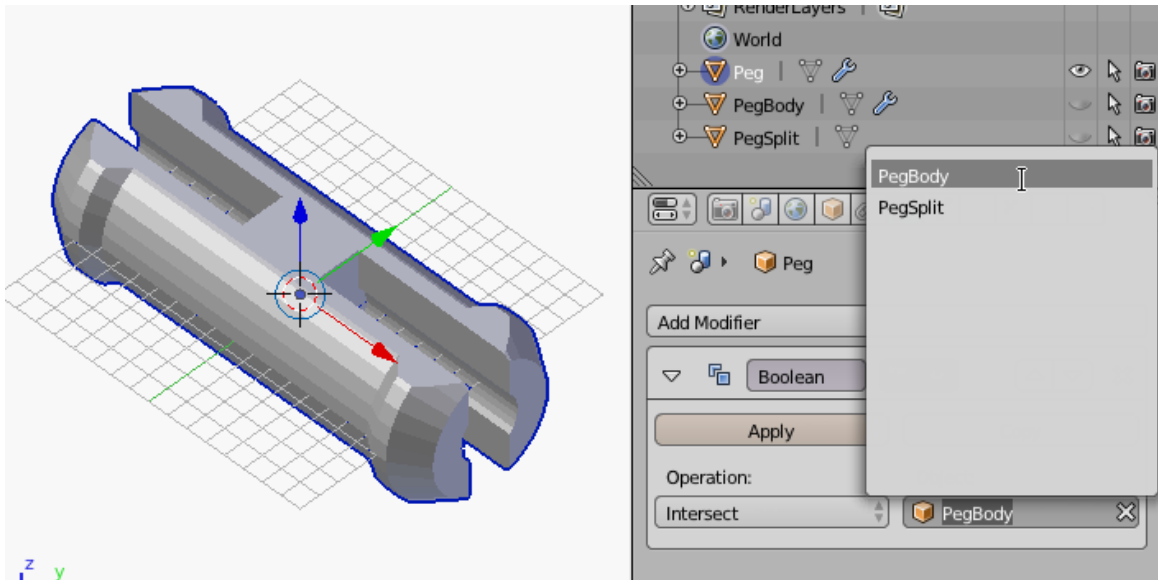 RenderLayers
World
Peg
PegBody
PegSplit
PegBody
PegSplit
Peg
Add Modifier
Boolean
Apply
Operation:
Intersect
PegBody
z
y